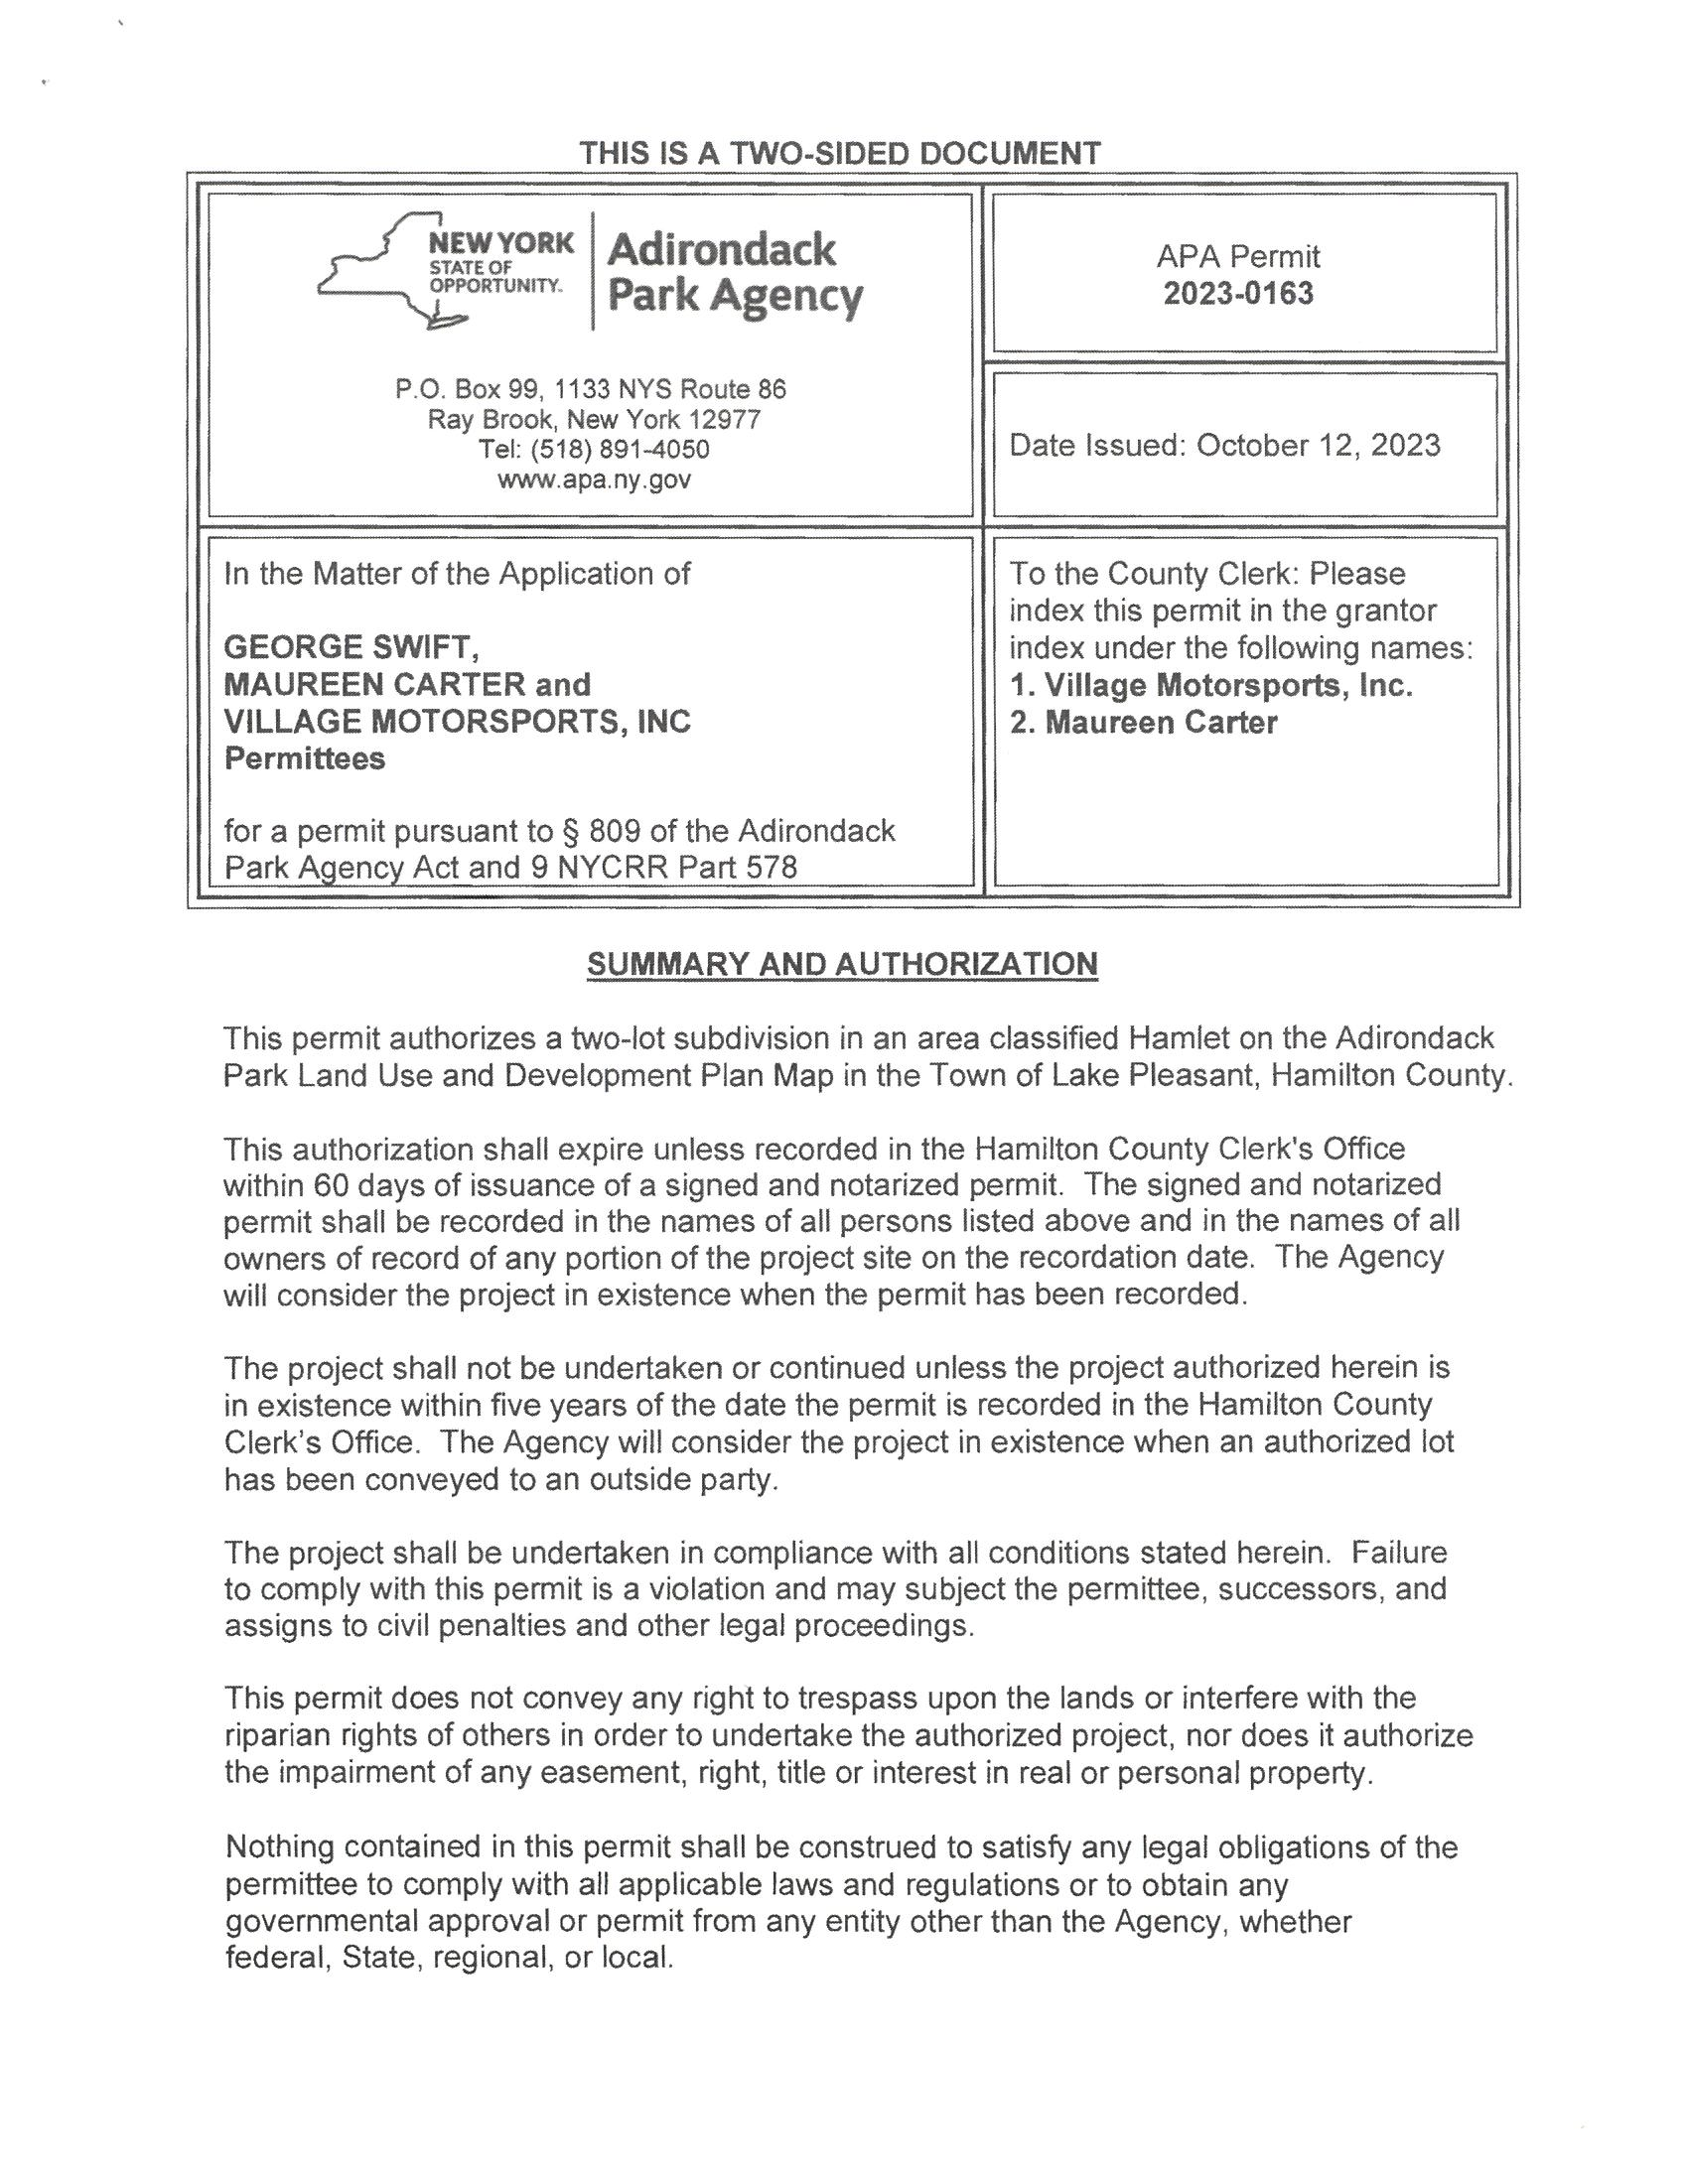 THIS IS A TWO-SIDED DOCUMENT
NEW YORK
STATE OF
OPPORTUNITY.
Adirondack
Park Agency
P.O. Box 99, 1133 NYS Route 86
Ray Brook, New York 12977
Tel: (518) 891-4050
www.apa.ny.gov
APA Permit
2023-0163
Date Issued: October 12, 2023
In the Matter of the Application of
GEORGE SWIFT,
MAUREEN CARTER and
VILLAGE MOTORSPORTS, INC
Permittees
for a permit pursuant to § 809 of the Adirondack
Park Agency Act and 9 NYCRR Part 578
To the County Clerk: Please
index this permit in the grantor
index under the following names:
1. Village Motorsports, Inc.
2. Maureen Carter
SUMMARY AND AUTHORIZATION
This permit authorizes a two-lot subdivision in an area classified Hamlet on the Adirondack
Park Land Use and Development Plan Map in the Town of Lake Pleasant, Hamilton County.
This authorization shall expire unless recorded in the Hamilton County Clerk's Office
within 60 days of issuance of a signed and notarized permit. The signed and notarized
permit shall be recorded in the names of all persons listed above and in the names of all
owners of record of any portion of the project site on the recordation date. The Agency
will consider the project in existence when the permit has been recorded.
The project shall not be undertaken or continued unless the project authorized herein is
in existence within five years of the date the permit is recorded in the Hamilton County
Clerk's Office. The Agency will consider the project in existence when an authorized lot
has been conveyed to an outside party.
The project shall be undertaken in compliance with all conditions stated herein. Failure
to comply with this permit is a violation and may subject the permittee, successors, and
assigns to civil penalties and other legal proceedings.
This permit does not convey any right to trespass upon the lands or interfere with the
riparian rights of others in order to undertake the authorized project, nor does it authorize
the impairment of any easement, right, title or interest in real or personal property.
Nothing contained in this permit shall be construed to satisfy any legal obligations of the
permittee to comply with all applicable laws and regulations or to obtain any
governmental approval or permit from any entity other than the Agency, whether
federal, State, regional, or local.